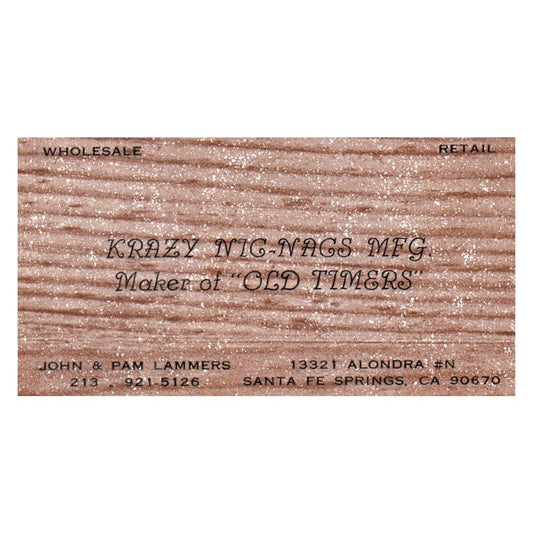 WHOLESALE RETAIL
KRAZY NIC-NACS MFG.
Maker of "OLD TIMERS"
JOHN & PAM LAMMERS 13321 ALONDRA #N
213 . 921-5126 SANTA FE SPRINGS, CA 90670